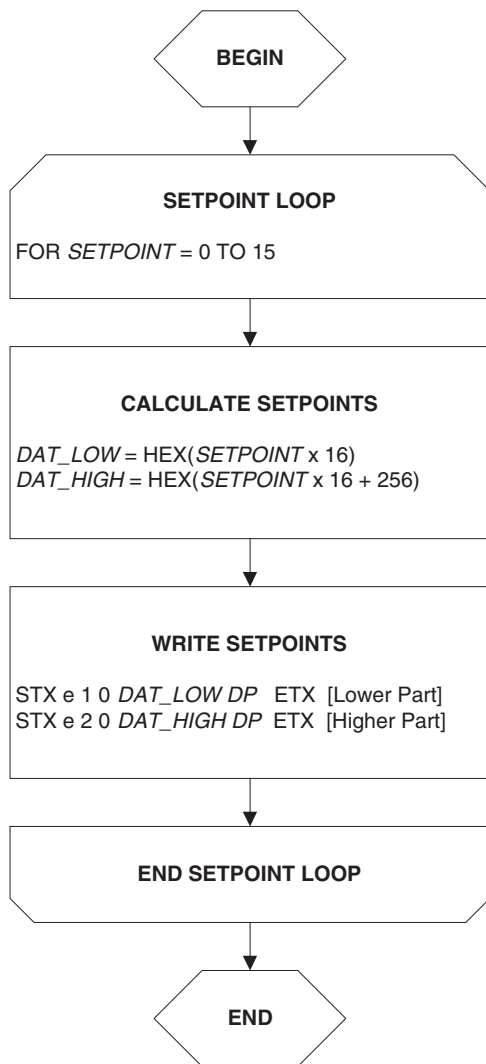 BEGIN
SETPOINT LOOP
FOR SETPOINT = 0 TO 15
CALCULATE SETPOINTS
DAT_LOW = HEX(SETPOINT x 16)
DAT_HIGH = HEX(SETPOINT x 16 + 256)
WRITE SETPOINTS
STX e 1 0 DAT_LOW DP ETX [Lower Part]
STX e 2 0 DAT_HIGH DP ETX [Higher Part]
END SETPOINT LOOP
END